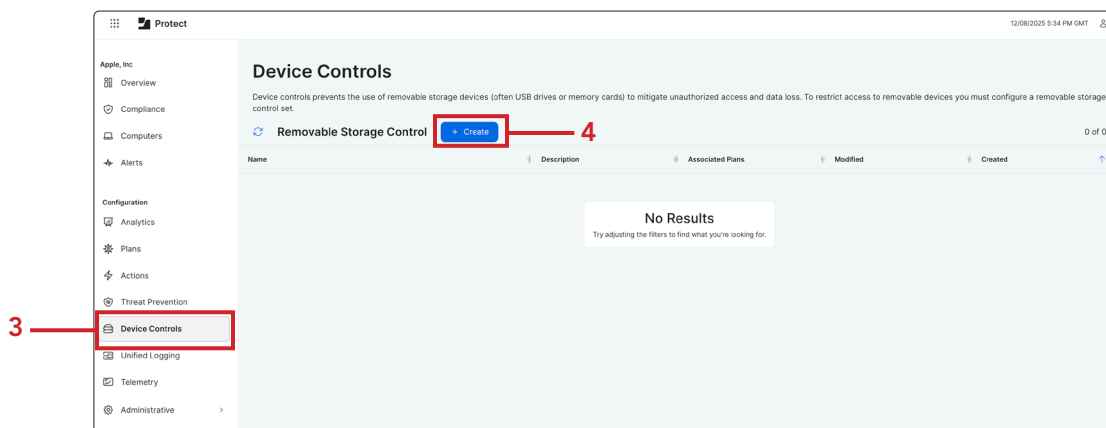 Protect
12/08/2025 5:34 PM GMT
Apple, Inc
Overview
Compliance
Computers
Alerts
Configuration
Analytics
Plans
Actions
Threat Prevention
3
Device Controls
Unified Logging
Telemetry
Administrative
Device Controls
Device controls prevents the use of removable storage devices (often USB drives or memory cards) to mitigate unauthorized access and data loss. To restrict access to removable devices you must configure a removable storage
control set.
Removable Storage Control
+ Create
4
0 of 0
Name Description Associated Plans Modified Created
No Results
Try adjusting the filters to find what you're looking for.